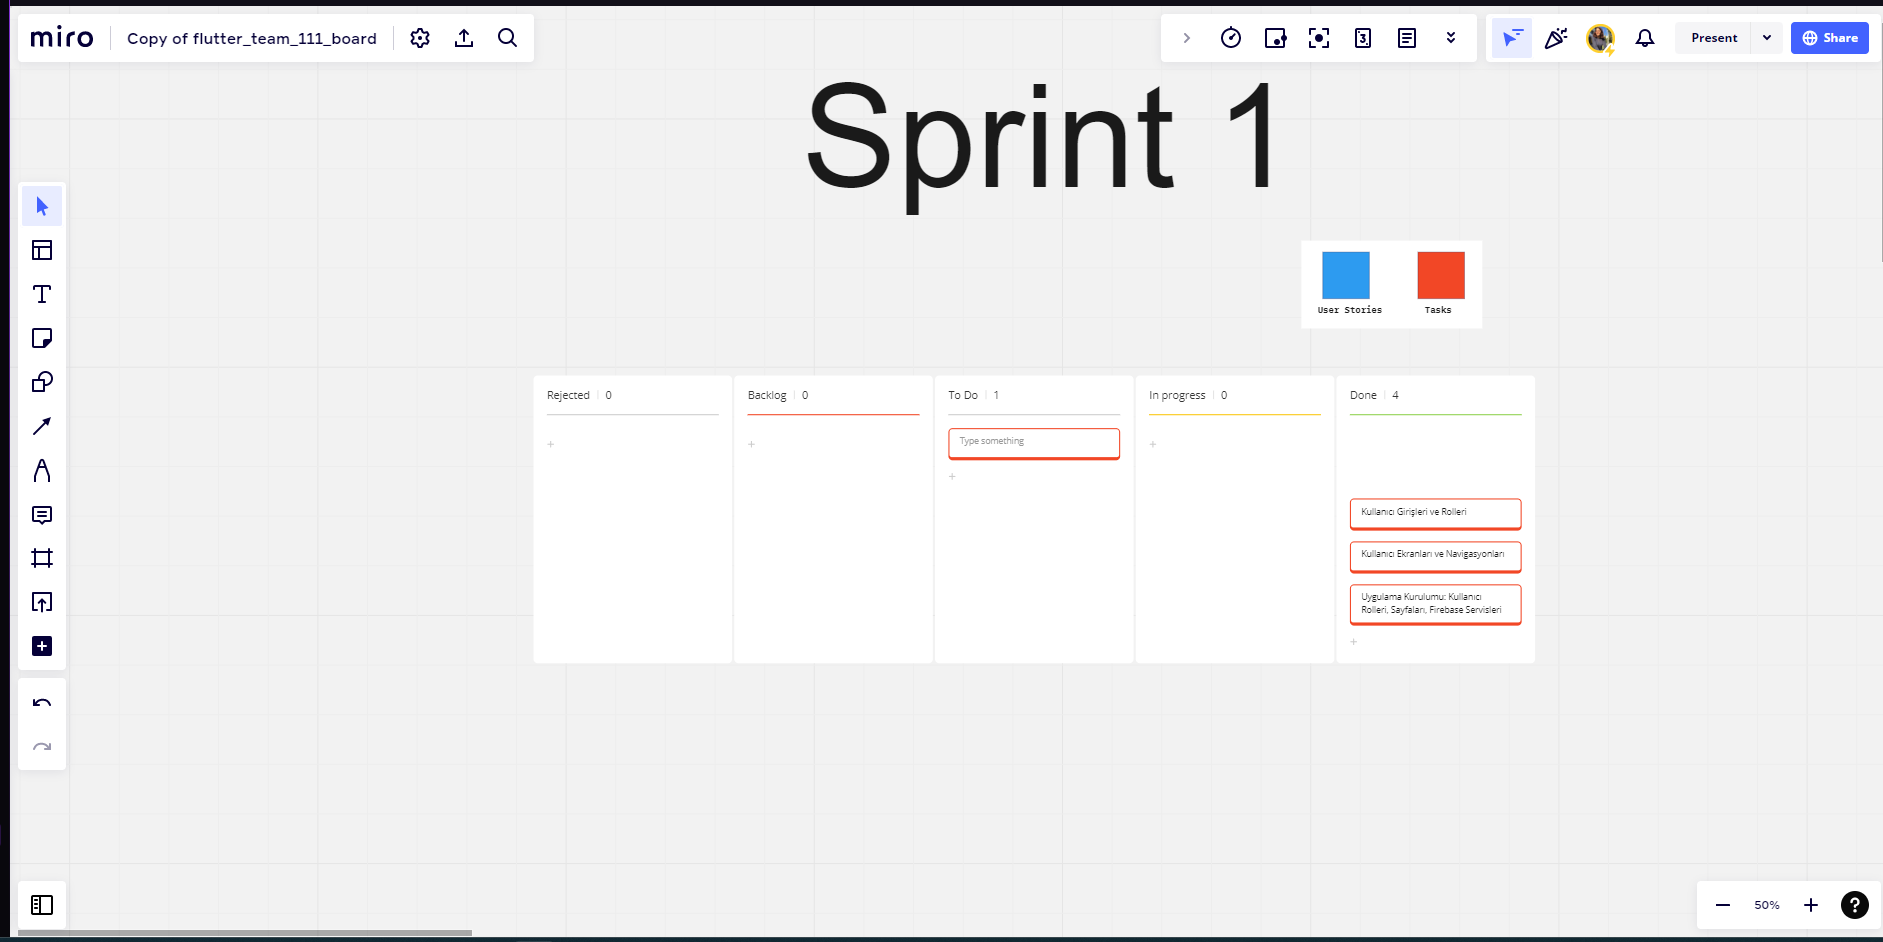 miro
Copy of flutter_team_111_board
3
Present
Share
Sprint 1
User Stories
Tasks
Rejected 0
Backlog 0
To Do 1
In progress 0
Done 4
Type something
Kullanıcı Girişleri ve Rolleri
Kullanıcı Ekranları ve Navigasyonları
Uygulama Kurulumu: Kullanıcı
Rolleri, Sayfaları, Firebase Servisleri
50%
?